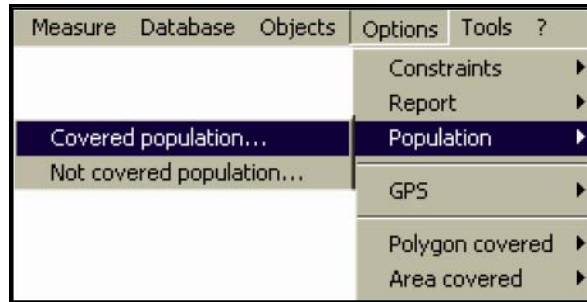 Measure Database Objects Options Tools ?
Constraints
Report
Covered population... Population
Not covered population...
GPS
Polygon covered
Area covered